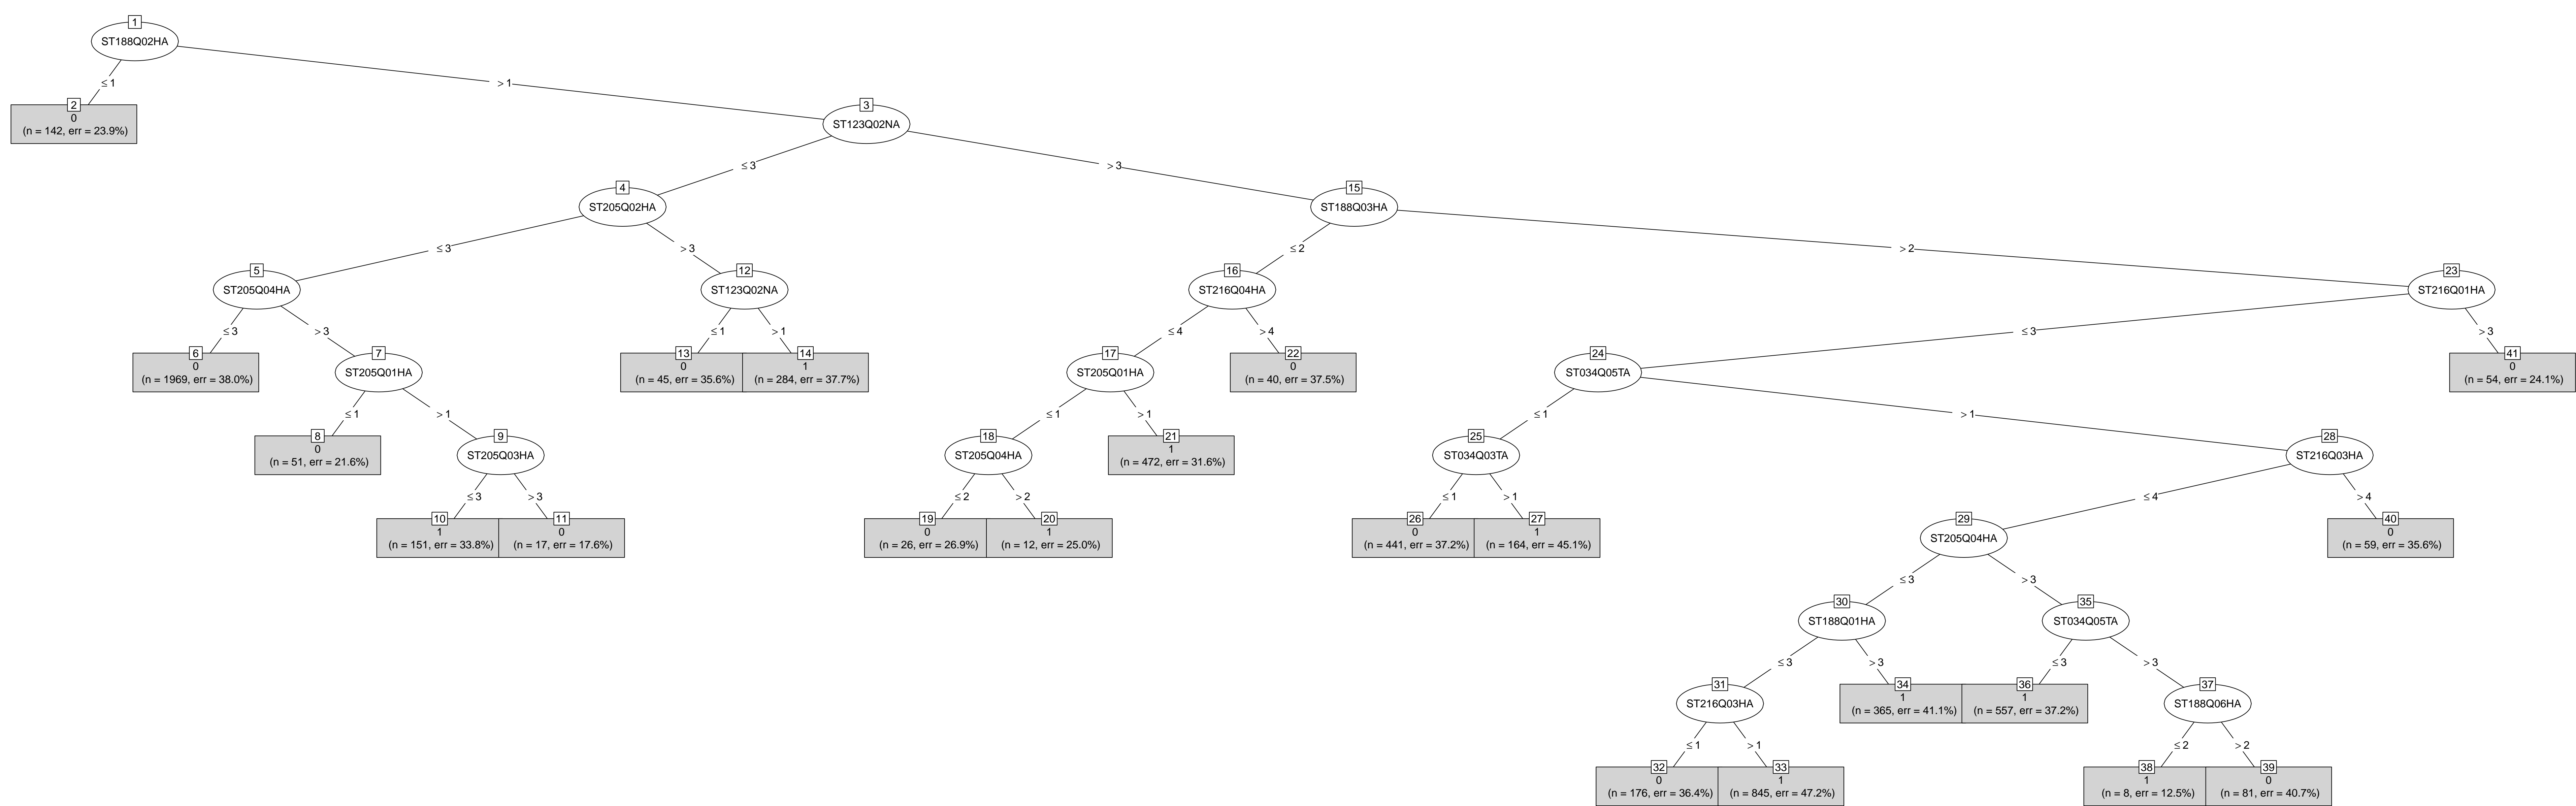 1
ST188Q02HA
≤ 1
> 1
2
0
(n = 142, err = 23.9%)
3
ST123Q02NA
≤ 3
> 3
4
ST205Q02HA
15
ST188Q03HA
≤ 3
> 3
≤ 2
> 2
5
ST205Q04HA
12
ST123Q02NA
16
ST216Q04HA
23
ST216Q01HA
≤ 3
> 3
≤ 1
> 1
≤ 4
> 4
≤ 3
> 3
6
0
(n = 1969, err = 38.0%)
7
ST205Q01HA
13
0
(n = 45, err = 35.6%)
14
1
(n = 284, err = 37.7%)
17
ST205Q01HA
22
0
(n = 40, err = 37.5%)
24
ST034Q05TA
41
0
(n = 54, err = 24.1%)
≤ 1
> 1
≤ 1
> 1
≤ 1
> 1
8
0
(n = 51, err = 21.6%)
9
ST205Q03HA
18
ST205Q04HA
21
1
(n = 472, err = 31.6%)
25
ST034Q03TA
28
ST216Q03HA
≤ 3
> 3
≤ 2
> 2
≤ 1
> 1
≤ 4
> 4
10
1
(n = 151, err = 33.8%)
11
0
(n = 17, err = 17.6%)
19
0
(n = 26, err = 26.9%)
20
1
(n = 12, err = 25.0%)
26
0
(n = 441, err = 37.2%)
27
1
(n = 164, err = 45.1%)
29
ST205Q04HA
40
0
(n = 59, err = 35.6%)
≤ 3
> 3
30
ST188Q01HA
35
ST034Q05TA
≤ 3
> 3
≤ 3
> 3
31
ST216Q03HA
34
1
(n = 365, err = 41.1%)
36
1
(n = 557, err = 37.2%)
37
ST188Q06HA
≤ 1
> 1
≤ 2
> 2
32
0
(n = 176, err = 36.4%)
33
1
(n = 845, err = 47.2%)
38
1
(n = 8, err = 12.5%)
39
0
(n = 81, err = 40.7%)